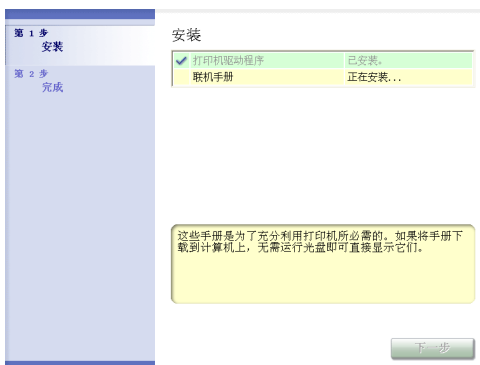 第 1 步
安装
第 2 步
完成
安装
打印机驱动程序 已安装。
联机手册 正在安装...
这些手册是为了充分利用打印机所必需的。如果将手册下
载到计算机上，无需运行光盘即可直接显示它们。
下一步